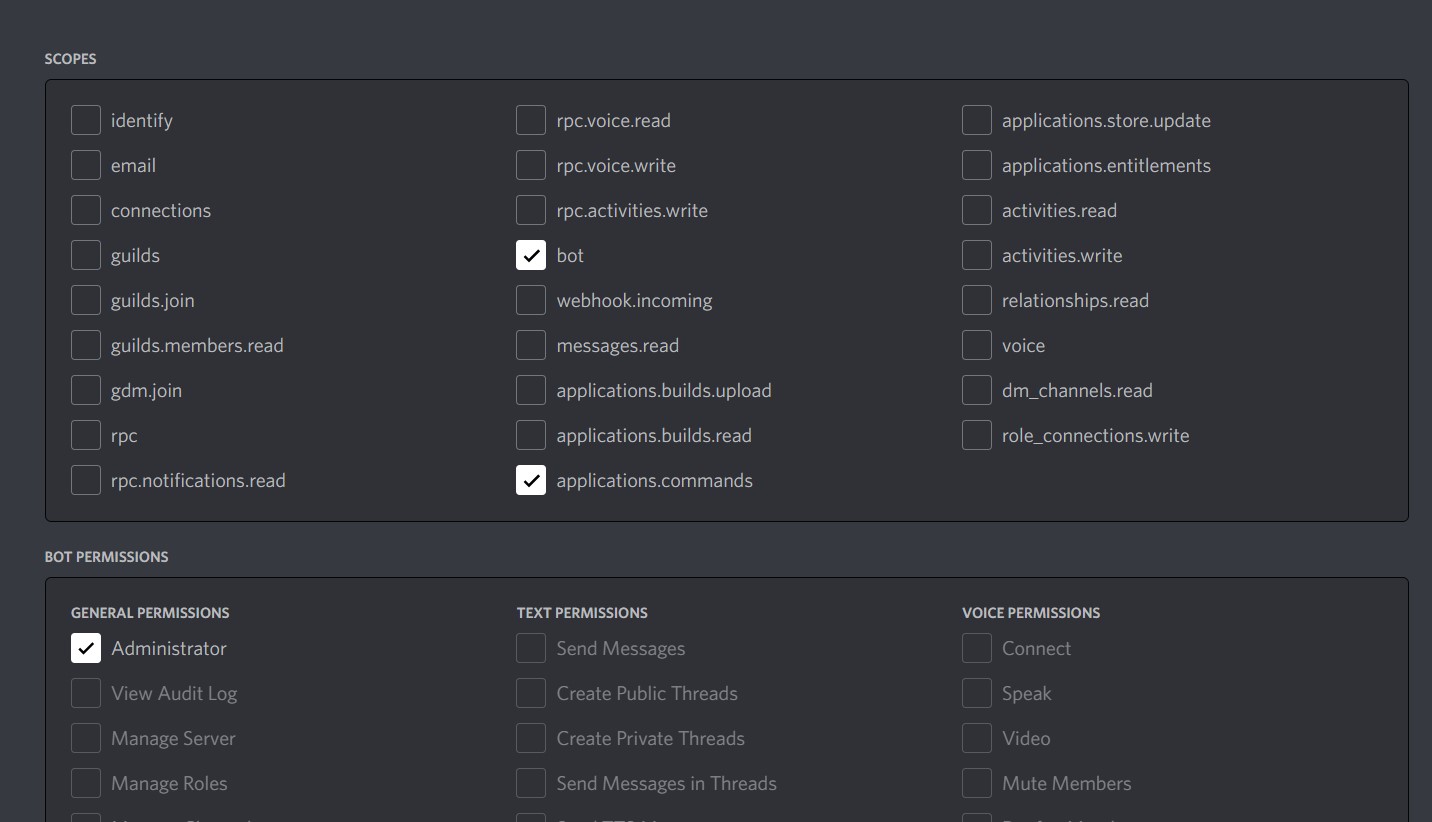 SCOPES
identify
email
connections
guilds
guilds.join
guilds.members.read
gdm.join
rpc
rpc.notifications.read
rpc.voice.read
rpc.voice.write
rpc.activities.write
bot
webhook.incoming
messages.read
applications.builds.upload
applications.builds.read
applications.commands
applications.store.update
applications.entitlements
activities.read
activities.write
relationships.read
voice
dm_channels.read
role_connections.write
BOT PERMISSIONS
GENERAL PERMISSIONS
Administrator
View Audit Log
Manage Server
Manage Roles
TEXT PERMISSIONS
Send Messages
Create Public Threads
Create Private Threads
Send Messages in Threads
VOICE PERMISSIONS
Connect
Speak
Video
Mute Members